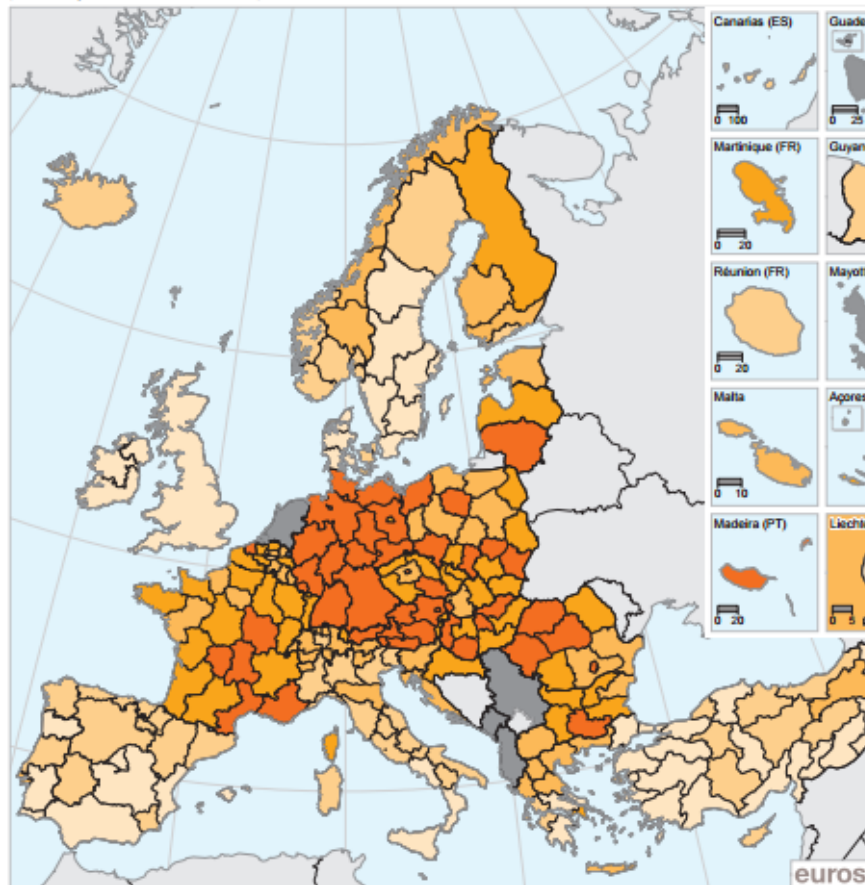 Canarias (ES)
0 100
Guade
0 25
Martinique (FR)
0 20
Guyan
Réunion (FR)
0 20
Mayott
Malta
0 10
Açores
Madeira (PT)
0 20
Liechte
0 5
euros